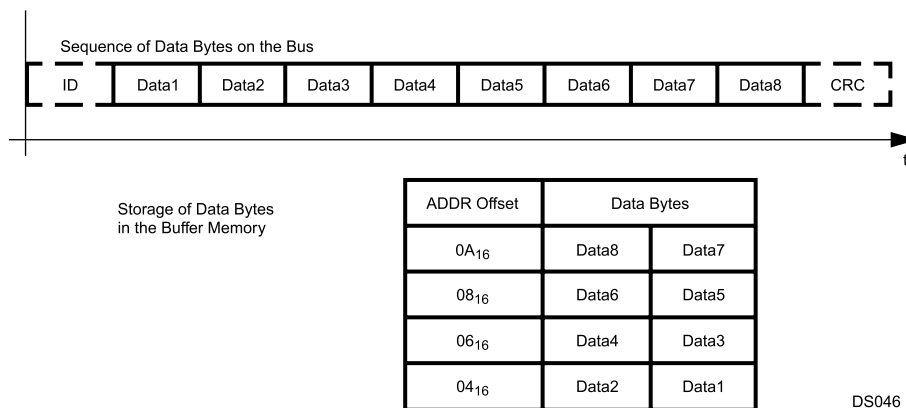 Sequence of Data Bytes on the Bus
ID Data1 Data2 Data3 Data4 Data5 Data6 Data7 Data8 CRC
t
Storage of Data Bytes
in the Buffer Memory
ADDR Offset Data Bytes
0A16 Data8 Data7
0816 Data6 Data5
0616 Data4 Data3
0416 Data2 Data1
DS046